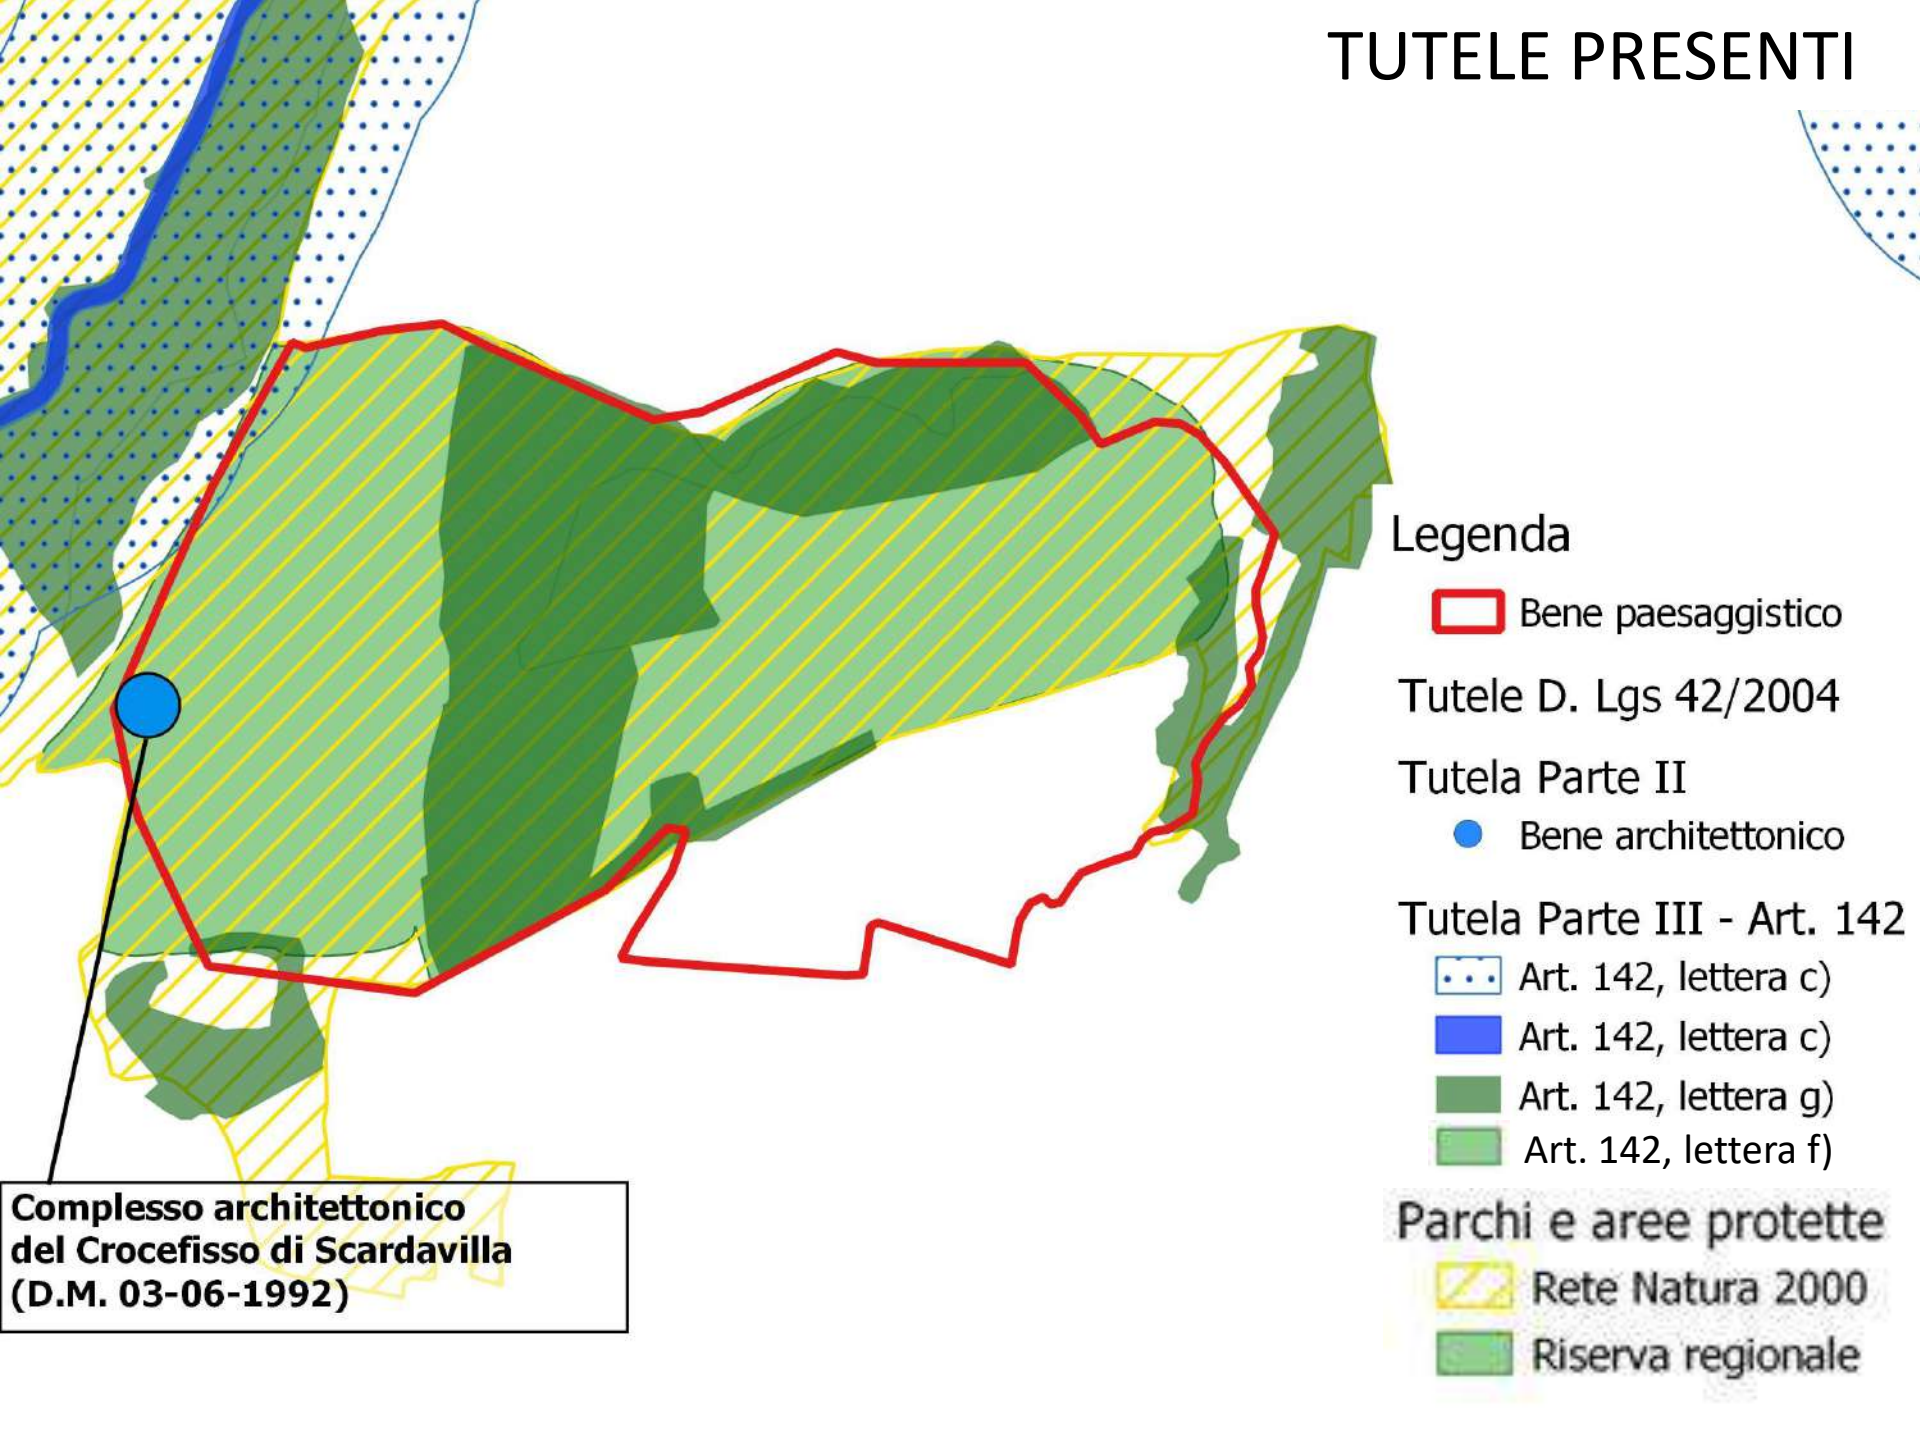 TUTELE PRESENTI
Legenda
Bene paesaggistico
Tutele D. Lgs 42/2004
Tutela Parte II
Bene architettonico
Tutela Parte III - Art. 142
Art. 142, lettera c)
Art. 142, lettera c)
Art. 142, lettera g)
Art. 142, lettera f)
Parchi e aree protette
Rete Natura 2000
Riserva regionale
Complesso architettonico
del Crocefisso di Scardavilla
(D.M. 03-06-1992)